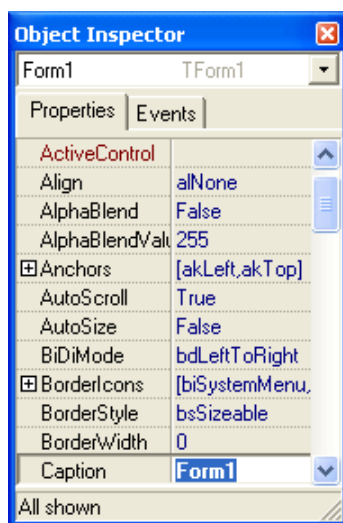 Object Inspector
Form1 TForm1
Properties Events
ActiveControl
Align alNone
AlphaBlend False
AlphaBlendValu 255
Anchors [akLeft,akTop]
AutoScroll True
AutoSize False
BiDiMode bdLeftToRight
BorderIcons [biSystemMenu,
BorderStyle bsSizeable
BorderWidth 0
Caption Form1
All shown